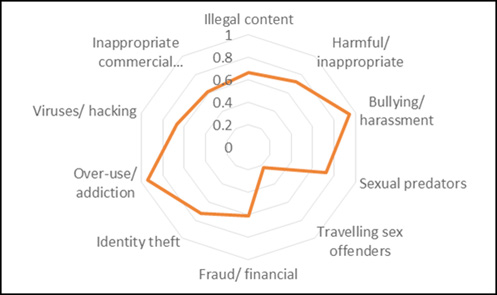 Illegal content
1
0.8
0.6
0.4
0.2
0
Harmful/
inappropriate
Bullying/
harassment
Sexual predators
Travelling sex
offenders
Fraud/ financial
Identity theft
Over-use/
addiction
Viruses/ hacking
Inappropriate
commercial...